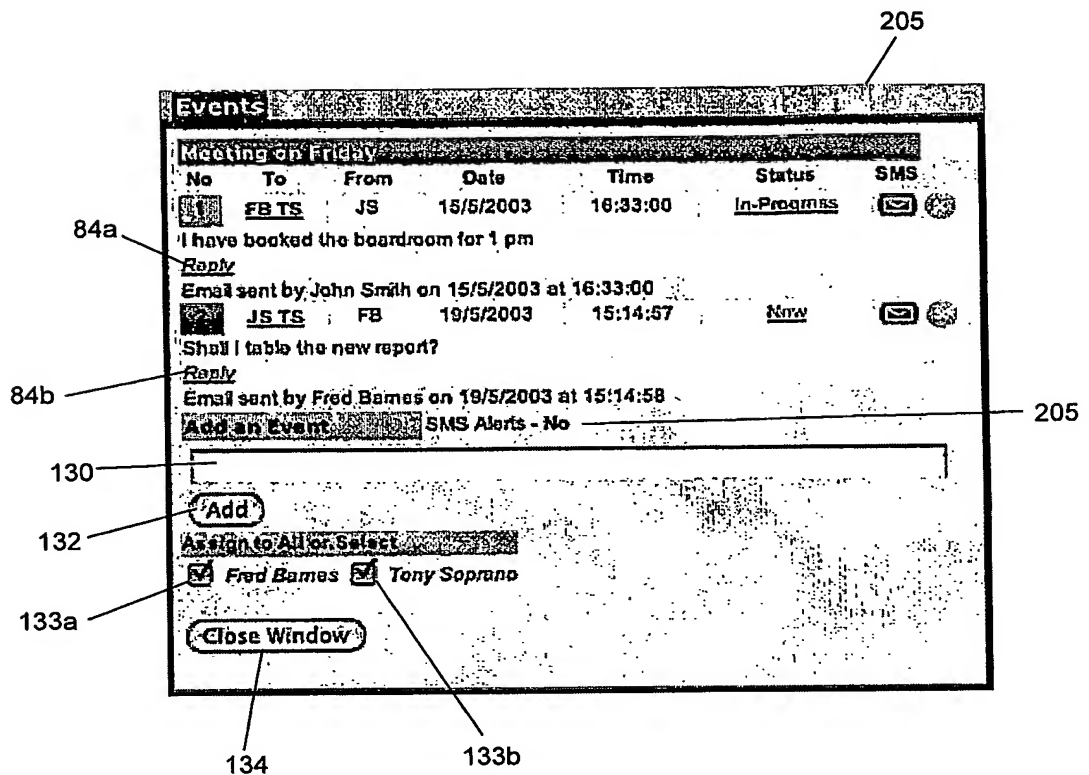 205
Events
Meeting on Friday
No To From Date Time Status SMS
1 FB TS JS 15/5/2003 16:33:00 In-Progress
84a
I have booked the boardroom for 1 pm
Reply
Email sent by John Smith on 15/5/2003 at 16:33:00
2 JS TS FB 19/5/2003 15:14:57 New
Shall I table the new report?
84b
Reply
Email sent by Fred Barnes on 19/5/2003 at 15:14:58
Add an Event SMS Alerts - No 205
130
132 Add
Assign to All or Select
133a Fred Barnes Tony Soprano
Close Window
134 133b